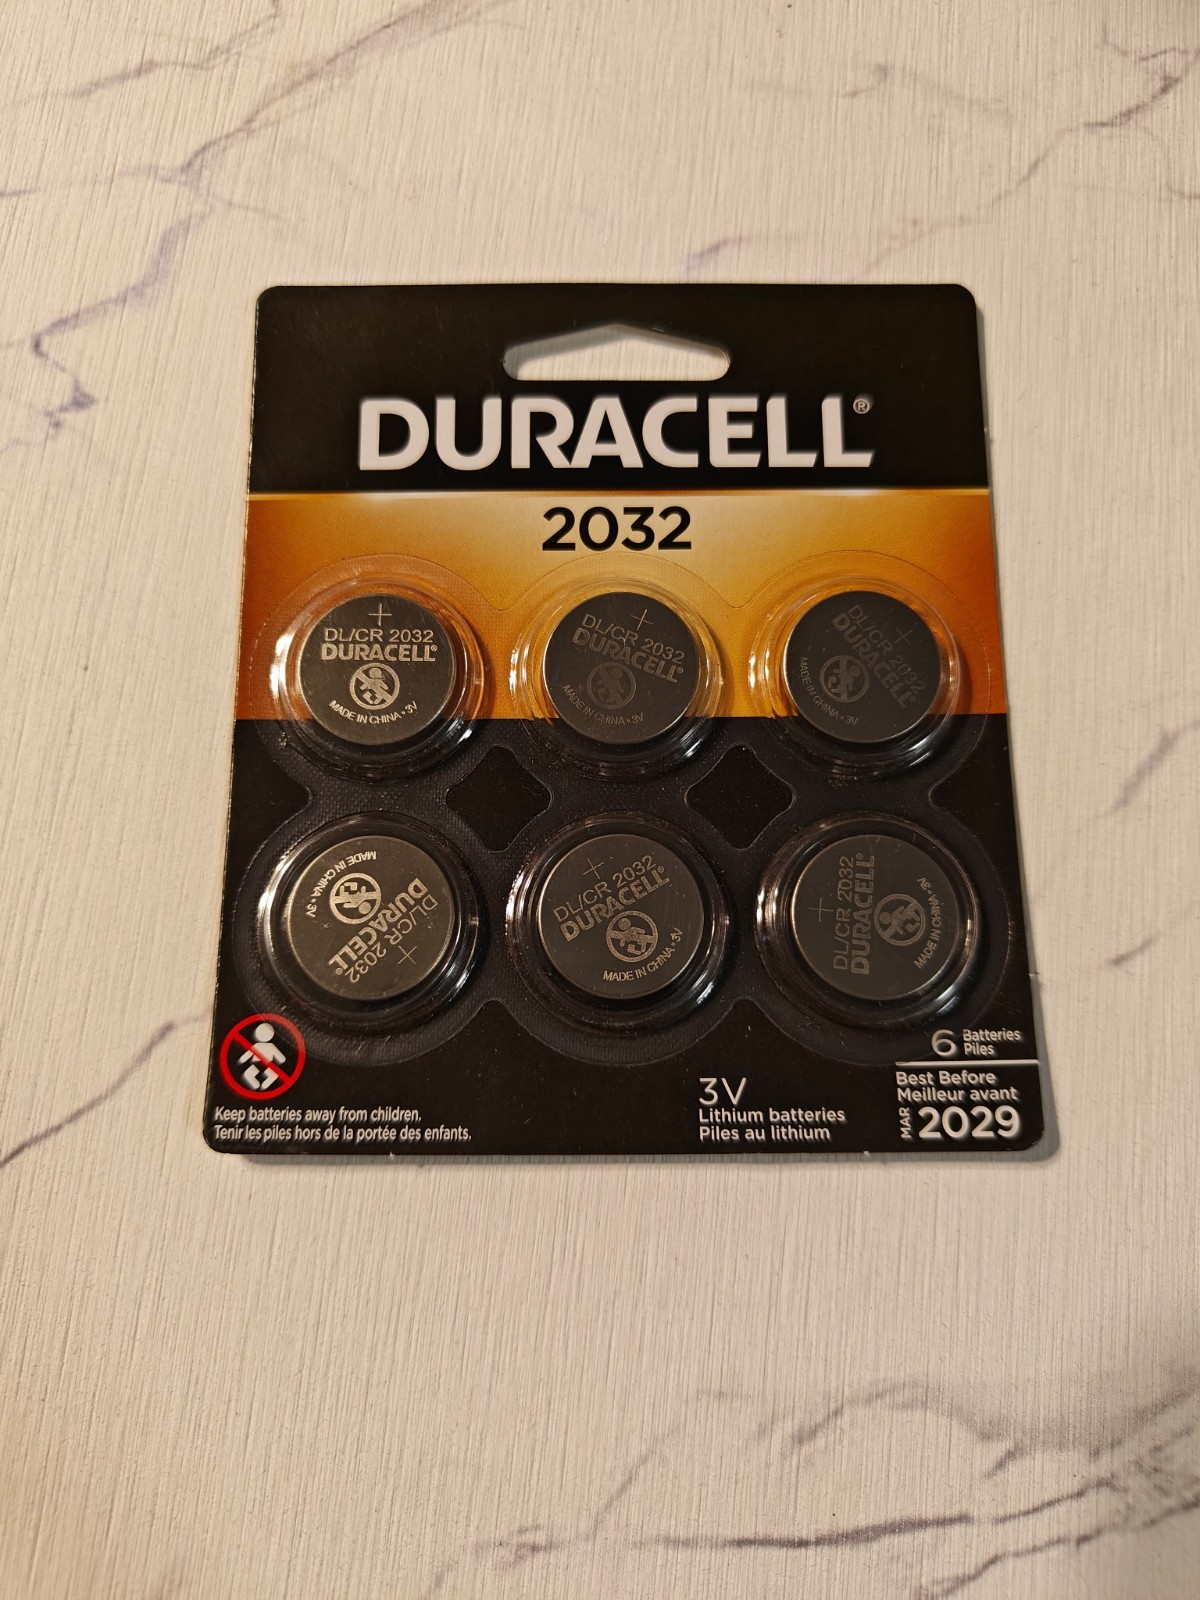 DURACELL®
2032
+
DL/CR 2032
DURACELL®
MADE IN CHINA • 3V
+
DL/CR 2032
DURACELL®
MADE IN CHINA • 3V
+
DL/CR 2032
DURACELL®
MADE IN CHINA • 3V
+
DL/CR 2032
DURACELL®
MADE IN CHINA • 3V
+
DL/CR 2032
DURACELL®
MADE IN CHINA • 3V
+
DL/CR 2032
DURACELL®
MADE IN CHINA • 3V
Keep batteries away from children.
Tenir les piles hors de la portée des enfants.
3V
Lithium batteries
Piles au lithium
6 Batteries
Piles
Best Before
Meilleur avant
MAR 2029